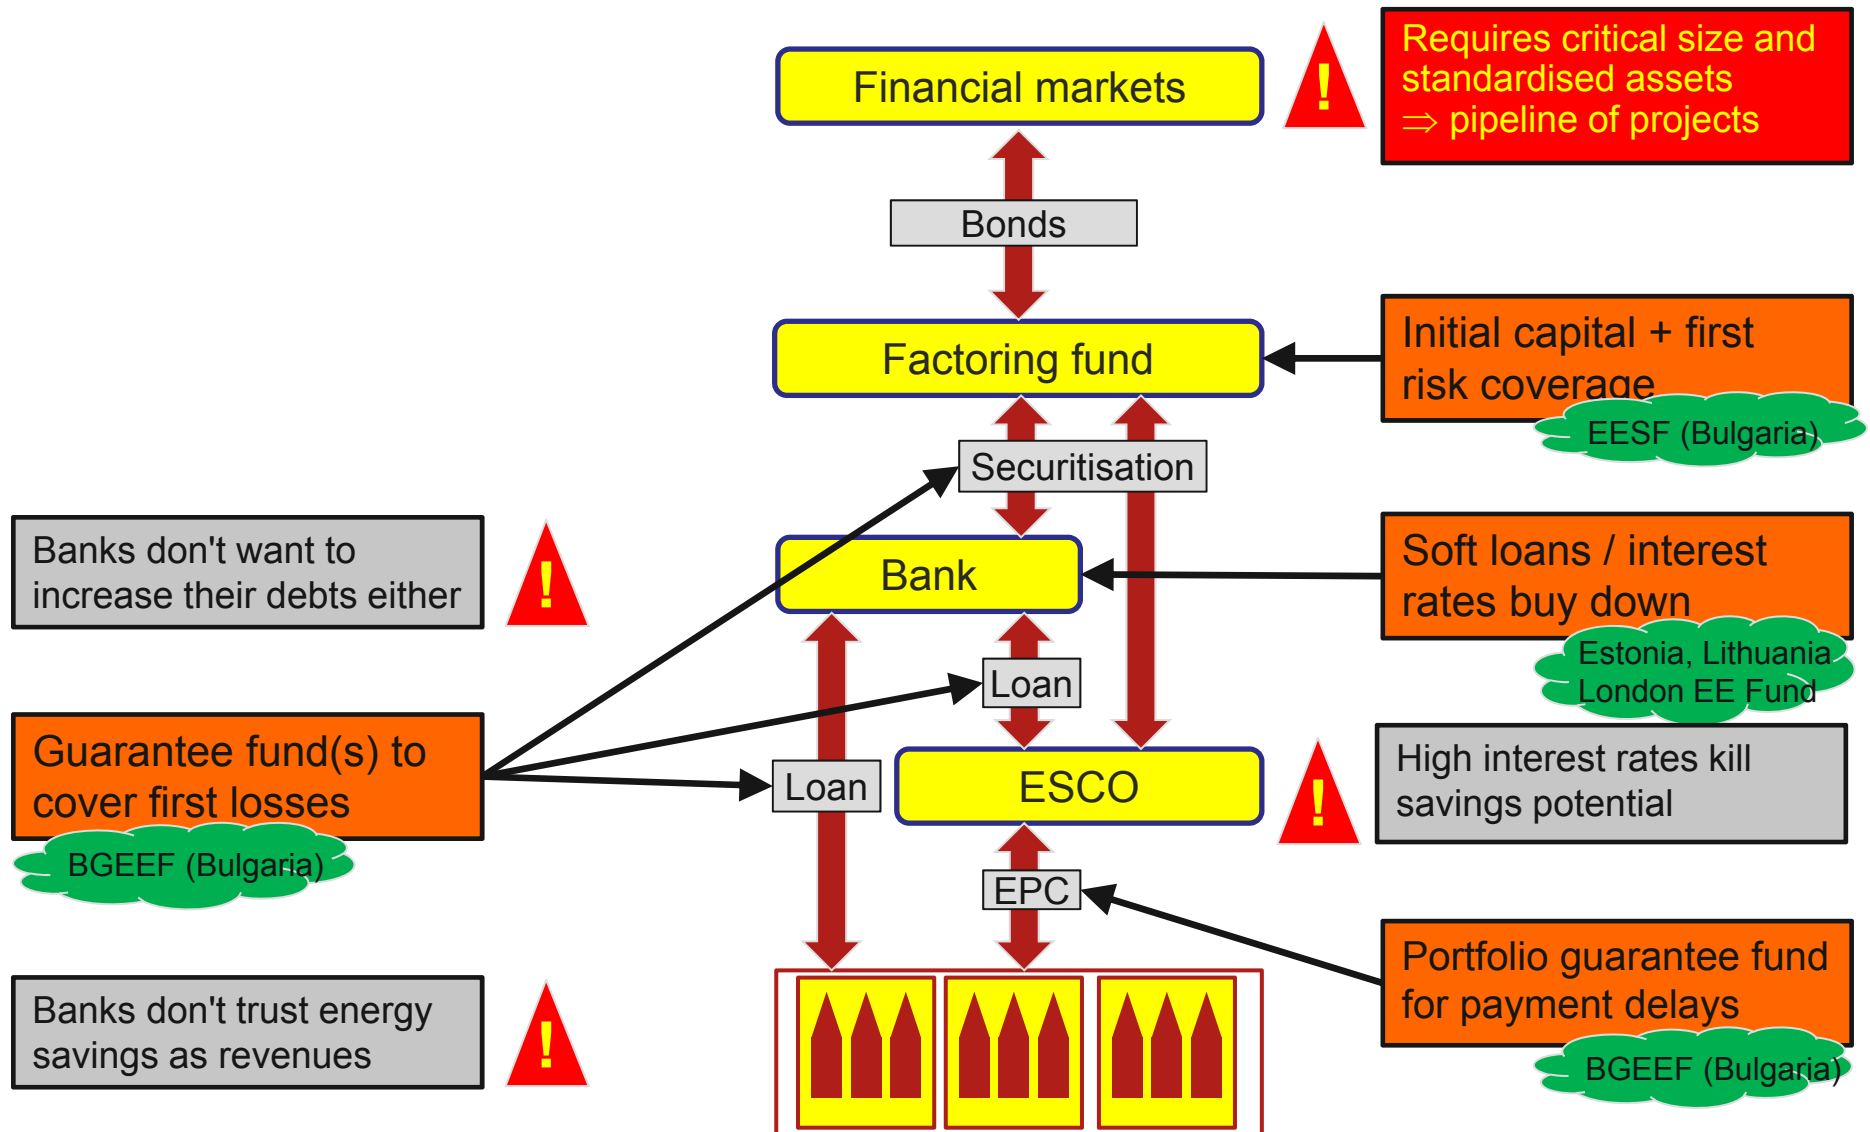 Financial markets
!
Requires critical size and
standardised assets
⇒ pipeline of projects
Bonds
Factoring fund
Initial capital + first
risk coverage
EESF (Bulgaria)
Securitisation
Banks don't want to
increase their debts either
!
Bank
Soft loans / interest
rates buy down
Estonia, Lithuania
London EE Fund
Loan
Guarantee fund(s) to
cover first losses
BGEEF (Bulgaria)
Loan
ESCO
!
High interest rates kill
savings potential
EPC
Portfolio guarantee fund
for payment delays
BGEEF (Bulgaria)
Banks don't trust energy
savings as revenues
!